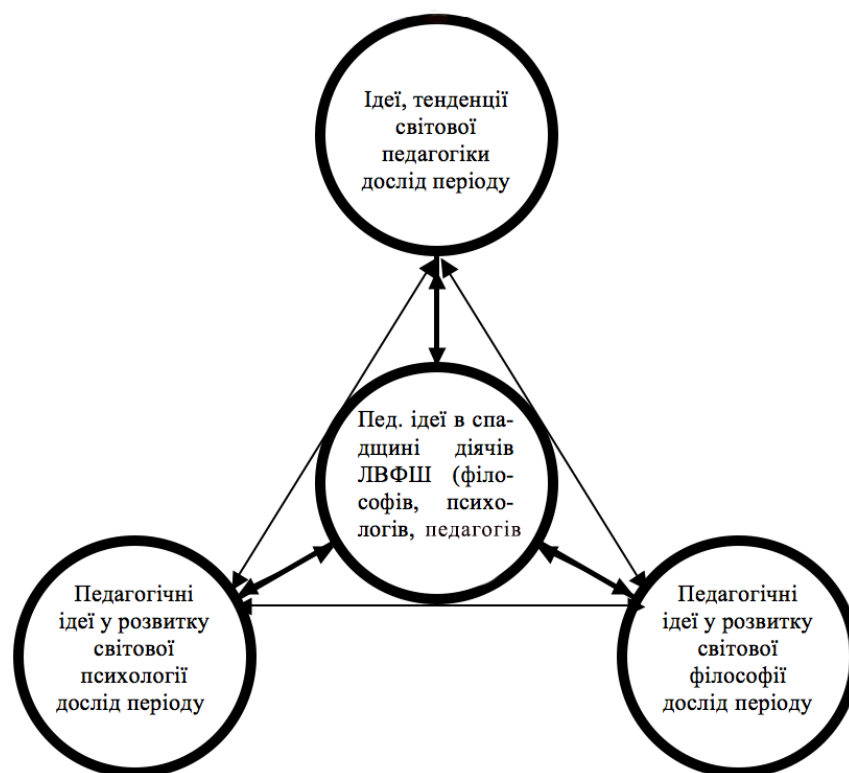 Ідеї, тенденції
світової
педагогіки
дослід періоду
Пед. ідеї в спа-
дщині діячів
ЛВФШ (філо-
софів, психо-
логів, педагогів
Педагогічні
ідеї у розвитку
світової
психології
дослід періоду
Педагогічні
ідеї у розвитку
світової
філософії
дослід періоду